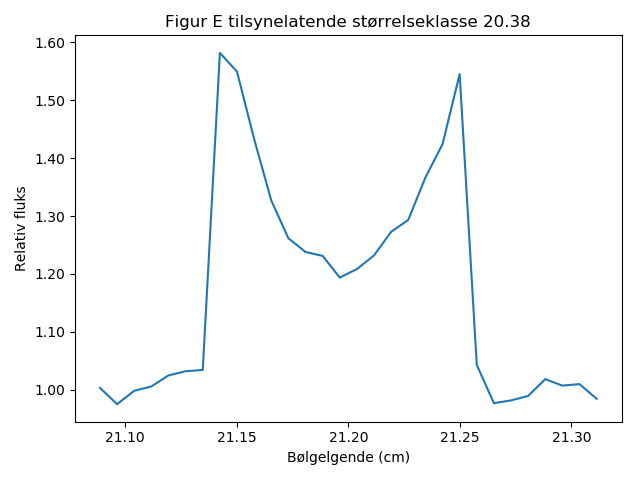 Figur E tilsynelatende størrelseklasse 20.38
1.60
1.50
1.40
1.30
1.20
1.10
1.00
Relativ fluks
21.10 21.15 21.20 21.25 21.30
Bølgelgende (cm)